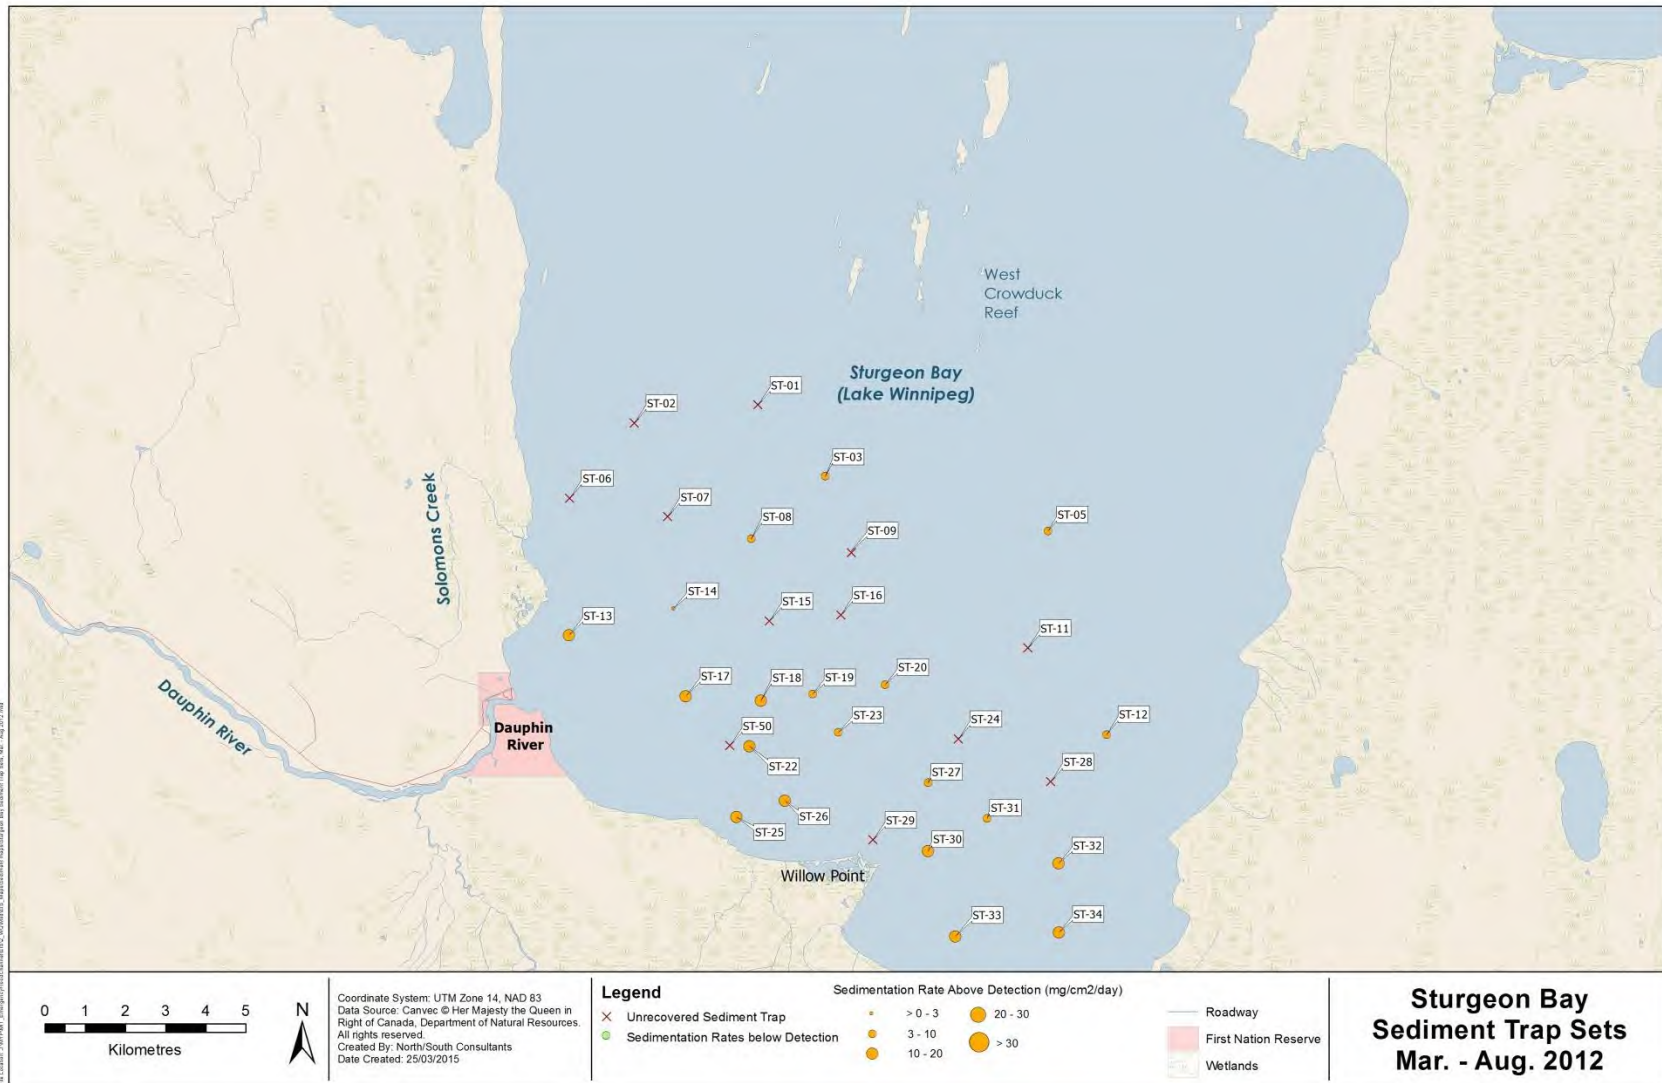 West
Crowduck
Reef
Sturgeon Bay
(Lake Winnipeg)
ST-01
ST-02
ST-03
ST-06
ST-07
ST-08
ST-05
ST-09
Solomons Creek
ST-14
ST-15
ST-16
ST-13
ST-11
ST-20
ST-17
ST-18
ST-19
Dauphin River
Dauphin
River
ST-50
ST-23
ST-24
ST-12
ST-22
ST-27
ST-28
ST-26
ST-31
ST-25
ST-29
ST-30
ST-32
Willow Point
ST-33
ST-34
0 1 2 3 4 5
Kilometres
N
Coordinate System: UTM Zone 14, NAD 83
Data Source: Canvec © Her Majesty the Queen in
Right of Canada, Department of Natural Resources.
All rights reserved.
Created By: North/South Consultants
Date Created: 25/03/2015
Legend
Unrecovered Sediment Trap
Sedimentation Rates below Detection
Sedimentation Rate Above Detection (mg/cm2/day)
> 0 - 3
3 - 10
10 - 20
20 - 30
> 30
Roadway
First Nation Reserve
Wetlands
Sturgeon Bay
Sediment Trap Sets
Mar. - Aug. 2012